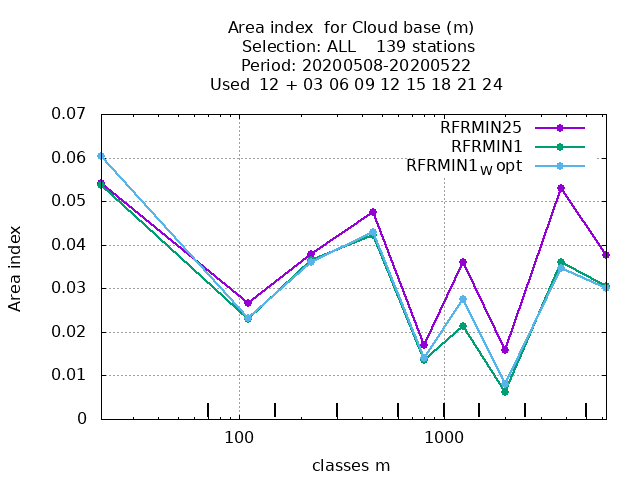 Area index  for Cloud base (m)
Selection: ALL    139 stations
Period: 20200508-20200522
Used  12 + 03 06 09 12 15 18 21 24
0.07
0.06
0.05
0.04
0.03
0.02
0.01
0
Area index
RFRMIN25
RFRMIN1
RFRMIN1_W opt
100
1000
classes m